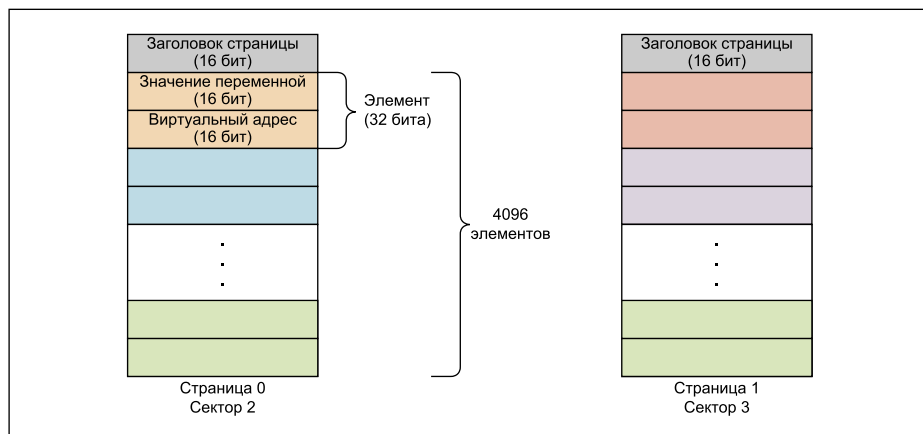 Заголовок страницы
(16 бит)
Значение переменной
(16 бит)
Виртуальный адрес
(16 бит)
Элемент
(32 бита)
4096
элементов
Страница 0
Сектор 2
Заголовок страницы
(16 бит)
Страница 1
Сектор 3